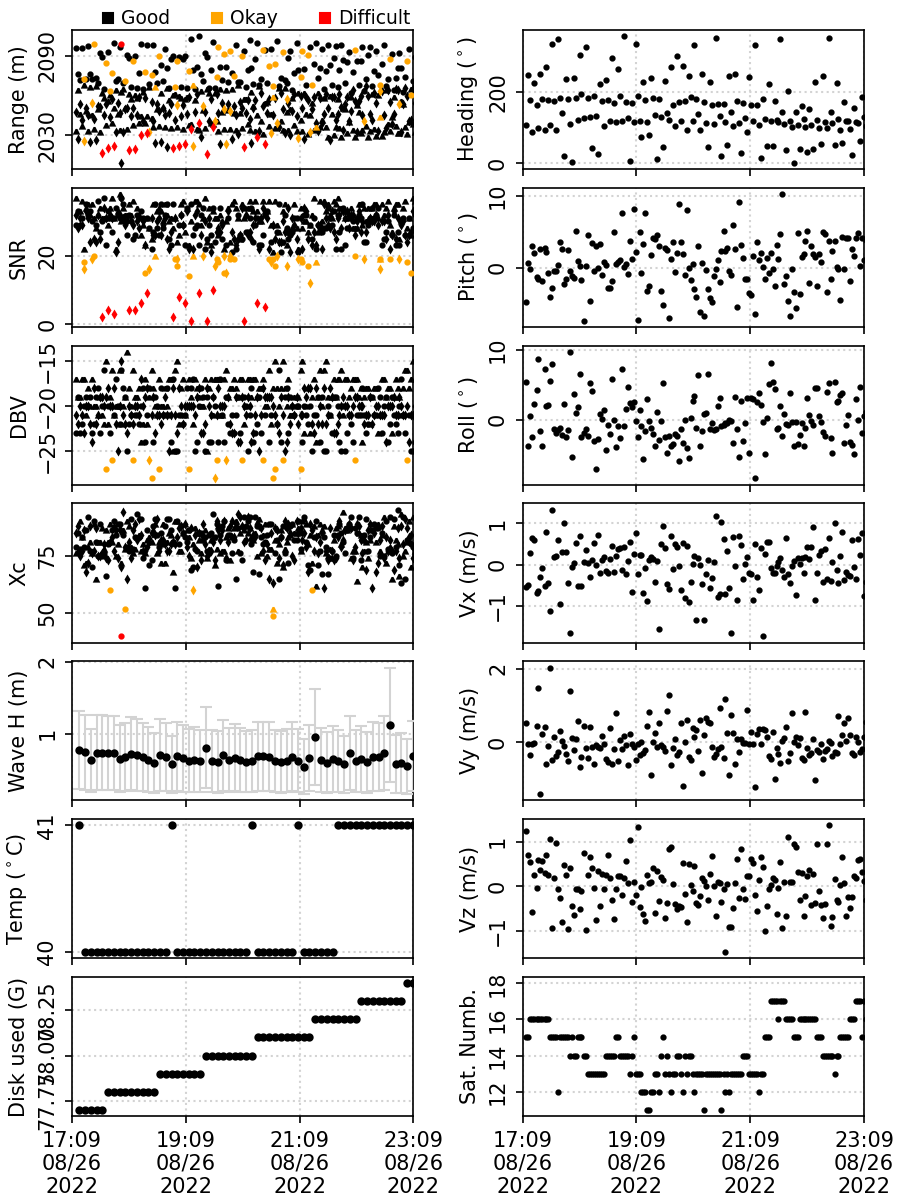 Good Okay Difficult
Range (m)
2090
2030
Heading (°)
200
0
SNR
20
0
Pitch (°)
10
0
DBV
−15
−20
−25
Roll (°)
10
0
Xc
75
50
Vx (m/s)
1
0
−1
Wave H (m)
2
1
Vy (m/s)
2
0
Temp (°C)
41
40
Vz (m/s)
1
0
−1
Disk used (G)
78.25
78.00
77.75
Sat. Numb.
18
16
14
12
17:09 19:09 21:09 23:09
08/26 08/26 08/26 08/26
2022 2022 2022 2022
17:09 19:09 21:09 23:09
08/26 08/26 08/26 08/26
2022 2022 2022 2022